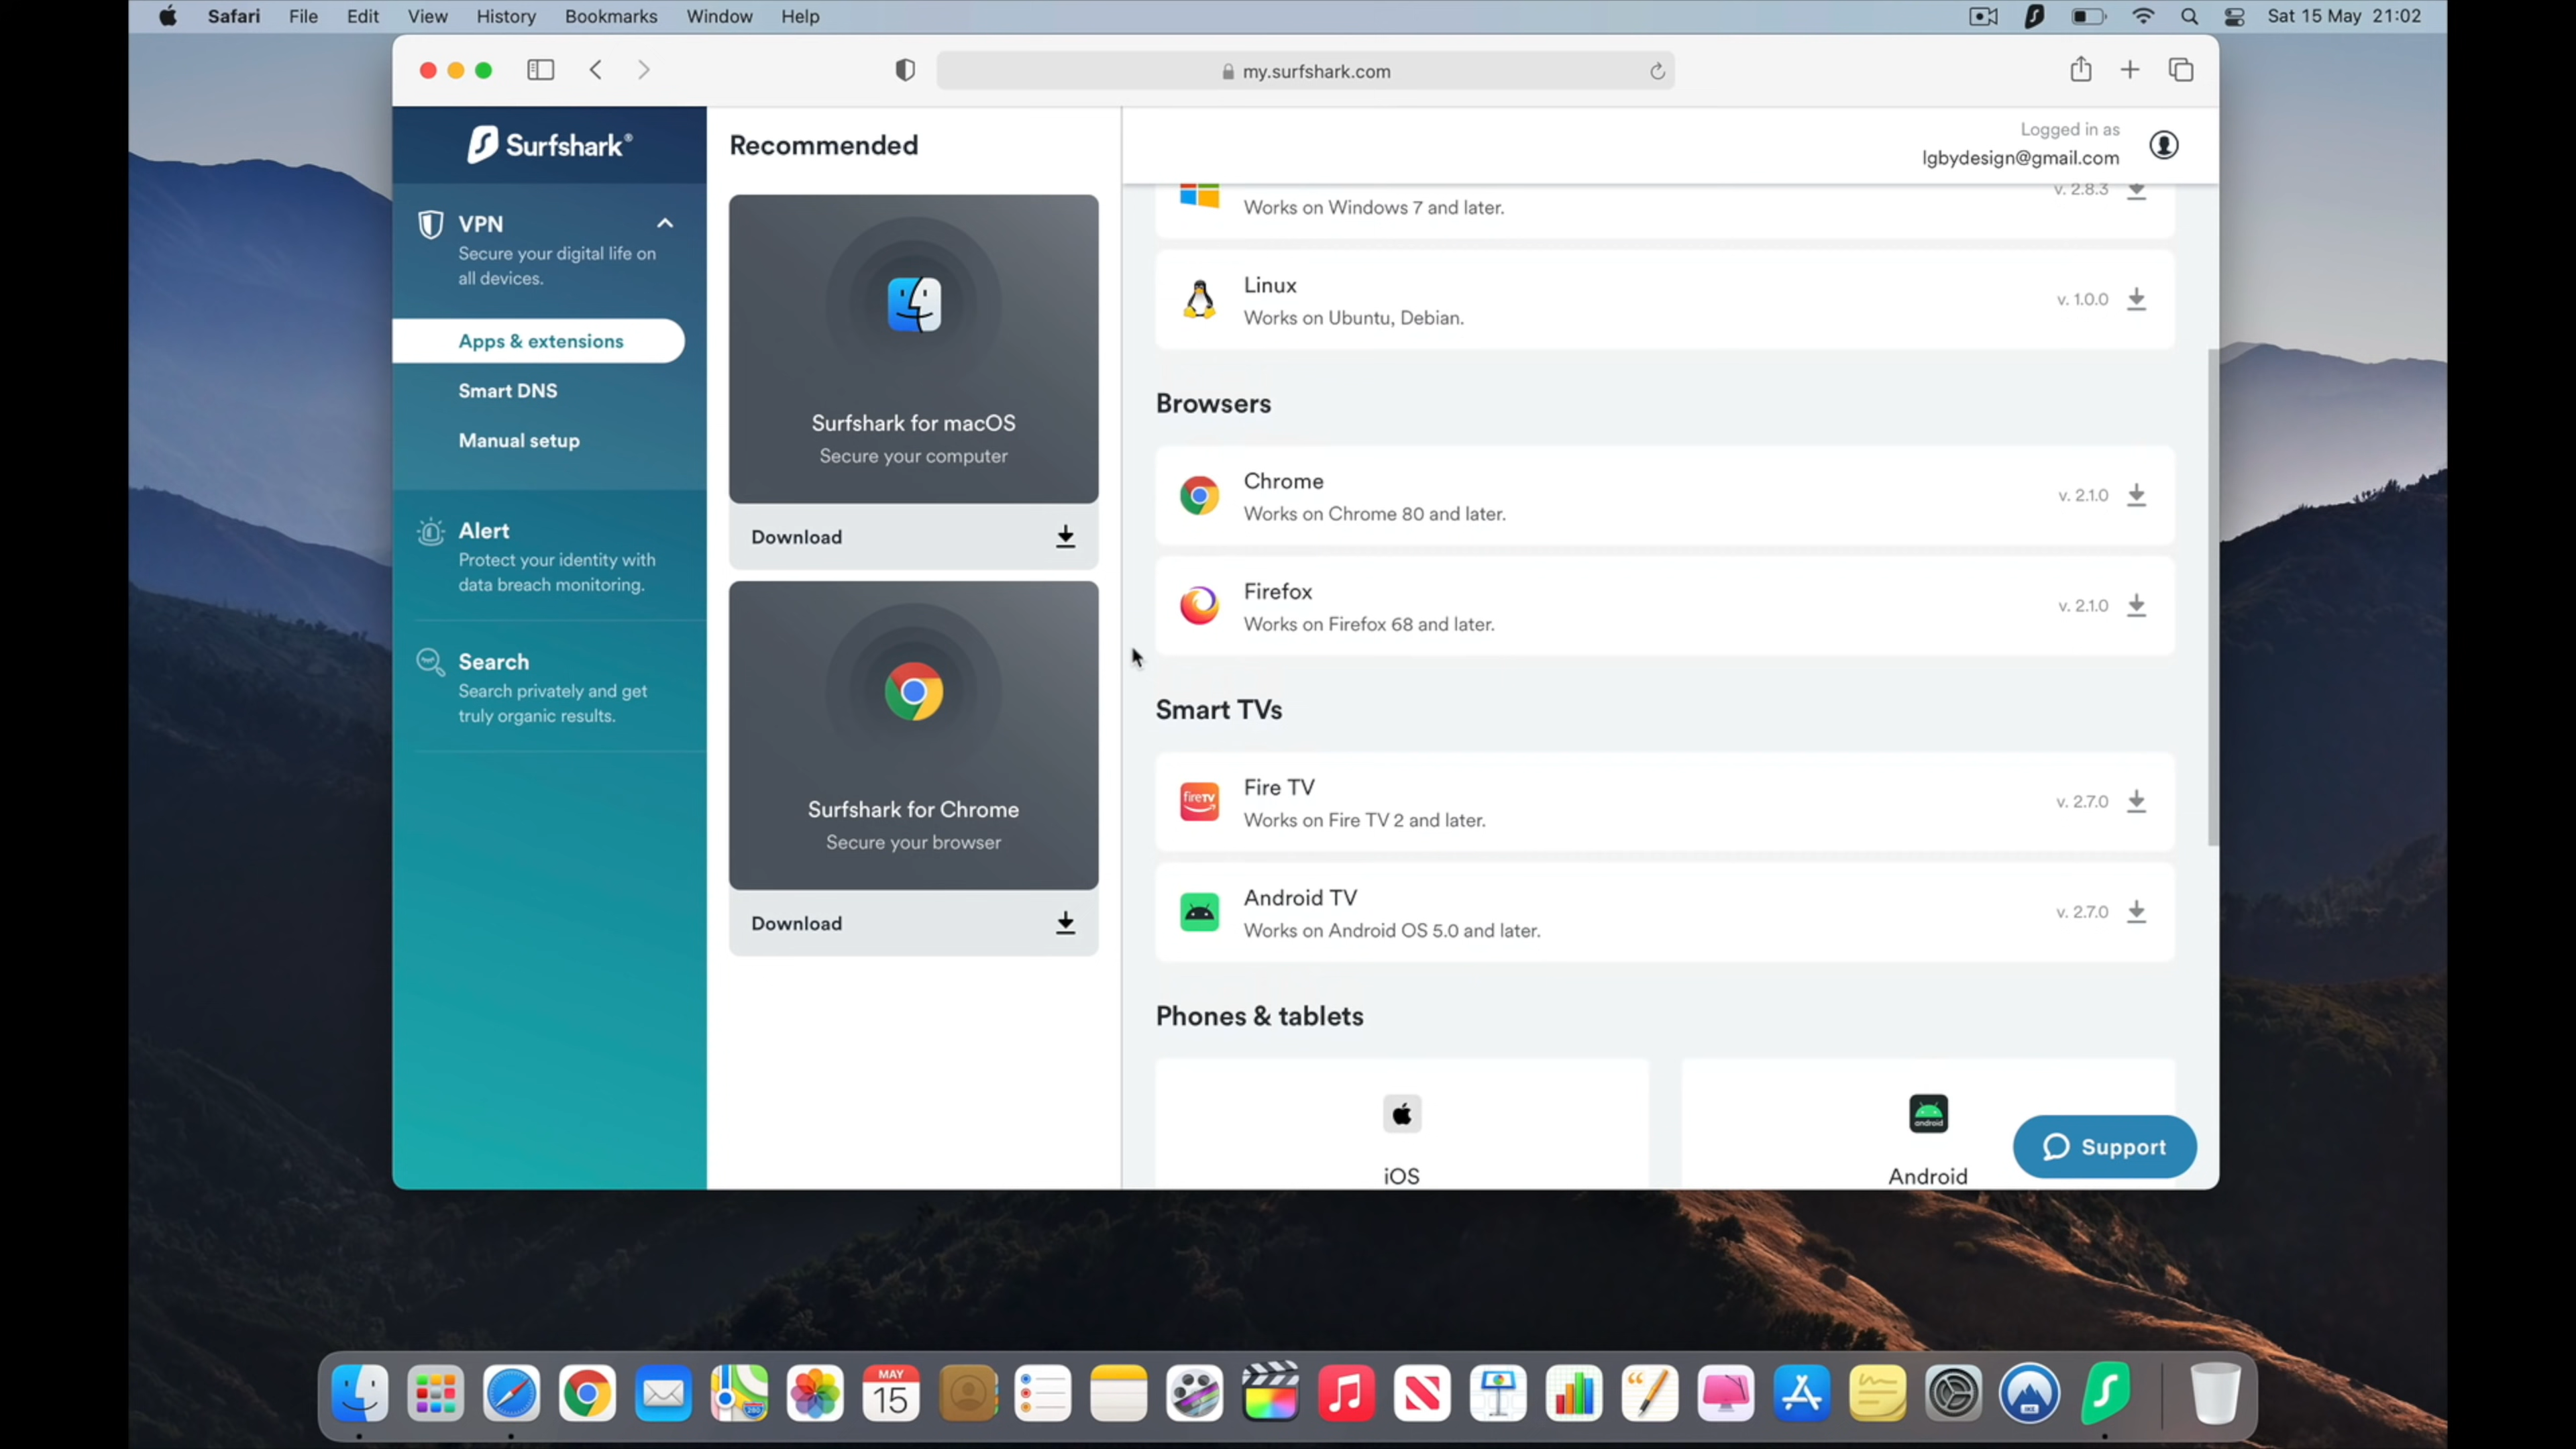 Safari File Edit View History Bookmarks Window Help
Sat 15 May 21:02
my.surfshark.com
Surfshark®
VPN
Secure your digital life on
all devices.
Apps & extensions
Smart DNS
Manual setup
Alert
Protect your identity with
data breach monitoring.
Search
Search privately and get
truly organic results.
Recommended
Surfshark for macOS
Secure your computer
Download
Surfshark for Chrome
Secure your browser
Download
Logged in as
lgbydesign@gmail.com
v. 2.8.3
Works on Windows 7 and later.
Linux
Works on Ubuntu, Debian.
v. 1.0.0
Browsers
Chrome
Works on Chrome 80 and later.
v. 2.1.0
Firefox
Works on Firefox 68 and later.
v. 2.1.0
Smart TVs
fireTV
Fire TV
Works on Fire TV 2 and later.
v. 2.7.0
Android TV
Works on Android OS 5.0 and later.
v. 2.7.0
Phones & tablets
iOS
android
Android
Support
MAY
15
IKE